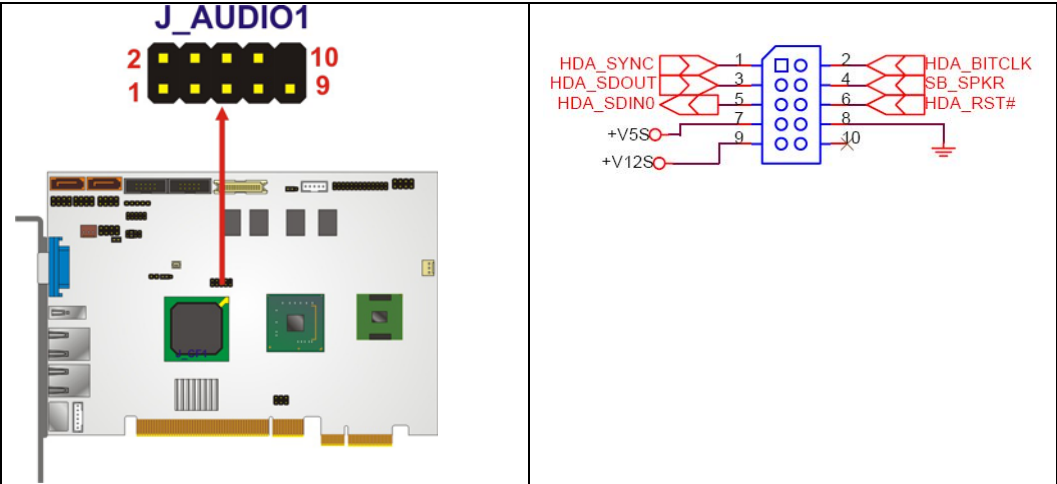 J_AUDIO1
2 10
1 9
J_CF1
HDA_SYNC 1 2 HDA_BITCLK
HDA_SDOUT 3 4 SB_SPKR
HDA_SDIN0 5 6 HDA_RST#
7 8
+V5S
9 10
+V12S